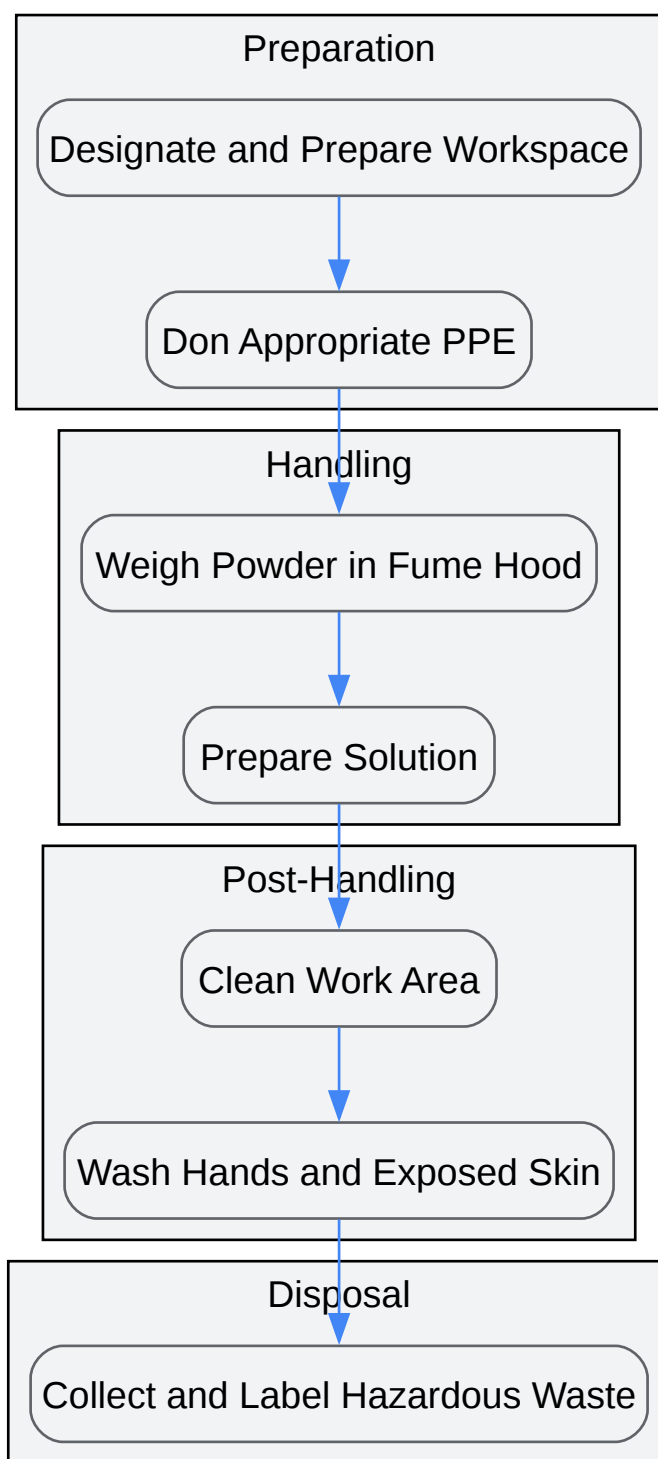 Preparation
Designate and Prepare Workspace
Don Appropriate PPE
Handling
Weigh Powder in Fume Hood
Prepare Solution
Post-Handling
Clean Work Area
Wash Hands and Exposed Skin
Disposal
Collect and Label Hazardous Waste